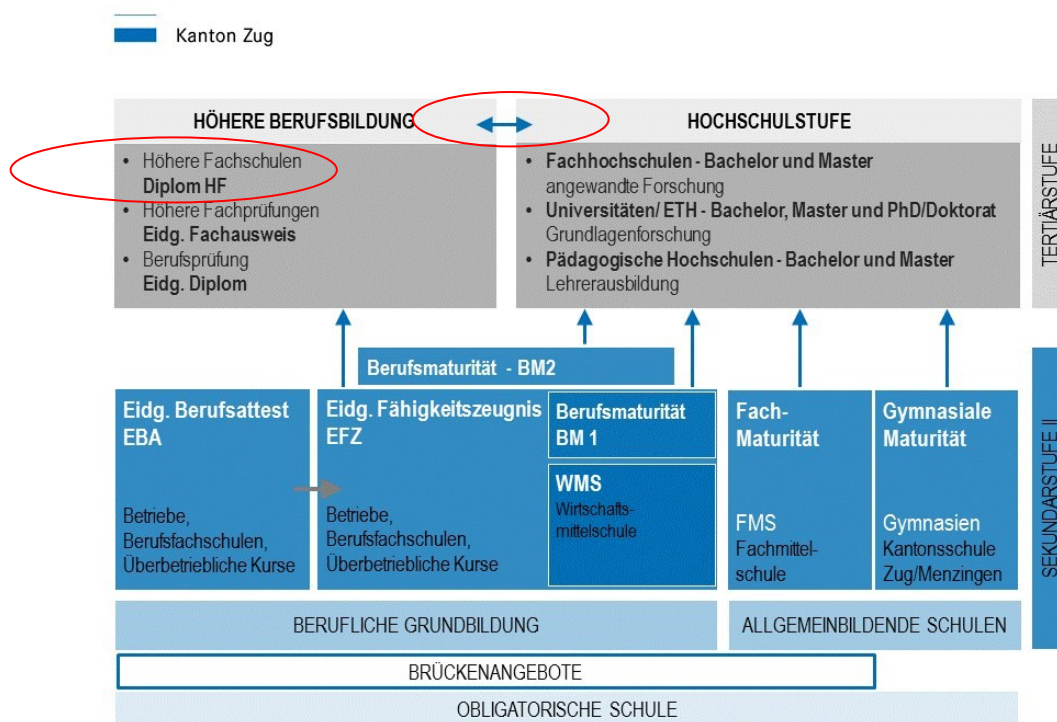 Kanton Zug
HÖHERE BERUFSBILDUNG
HOCHSCHULSTUFE
• Höhere Fachschulen
Diplom HF
• Höhere Fachprüfungen
Eidg. Fachausweis
• Berufsprüfung
Eidg. Diplom
• Fachhochschulen - Bachelor und Master
angewandte Forschung
• Universitäten/ ETH - Bachelor, Master und PhD/Doktorat
Grundlagenforschung
• Pädagogische Hochschulen - Bachelor und Master
Lehrerausbildung
TERTIÄRSTUFE
Berufsmaturität - BM2
Eidg. Berufsattest
EBA
Betriebe,
Berufsfachschulen,
Überbetriebliche Kurse
Eidg. Fähigkeitszeugnis
EFZ
Betriebe,
Berufsfachschulen,
Überbetriebliche Kurse
Berufsmaturität
BM 1
WMS
Wirtschafts-
mittelschule
Fach-
Maturität
FMS
Fachmittel-
schule
Gymnasiale
Maturität
Gymnasien
Kantonsschule
Zug/Menzingen
SEKUNDARSTUFE II
BERUFLICHE GRUNDBILDUNG
ALLGEMEINBILDENDE SCHULEN
BRÜCKENANGEBOTE
OBLIGATORISCHE SCHULE